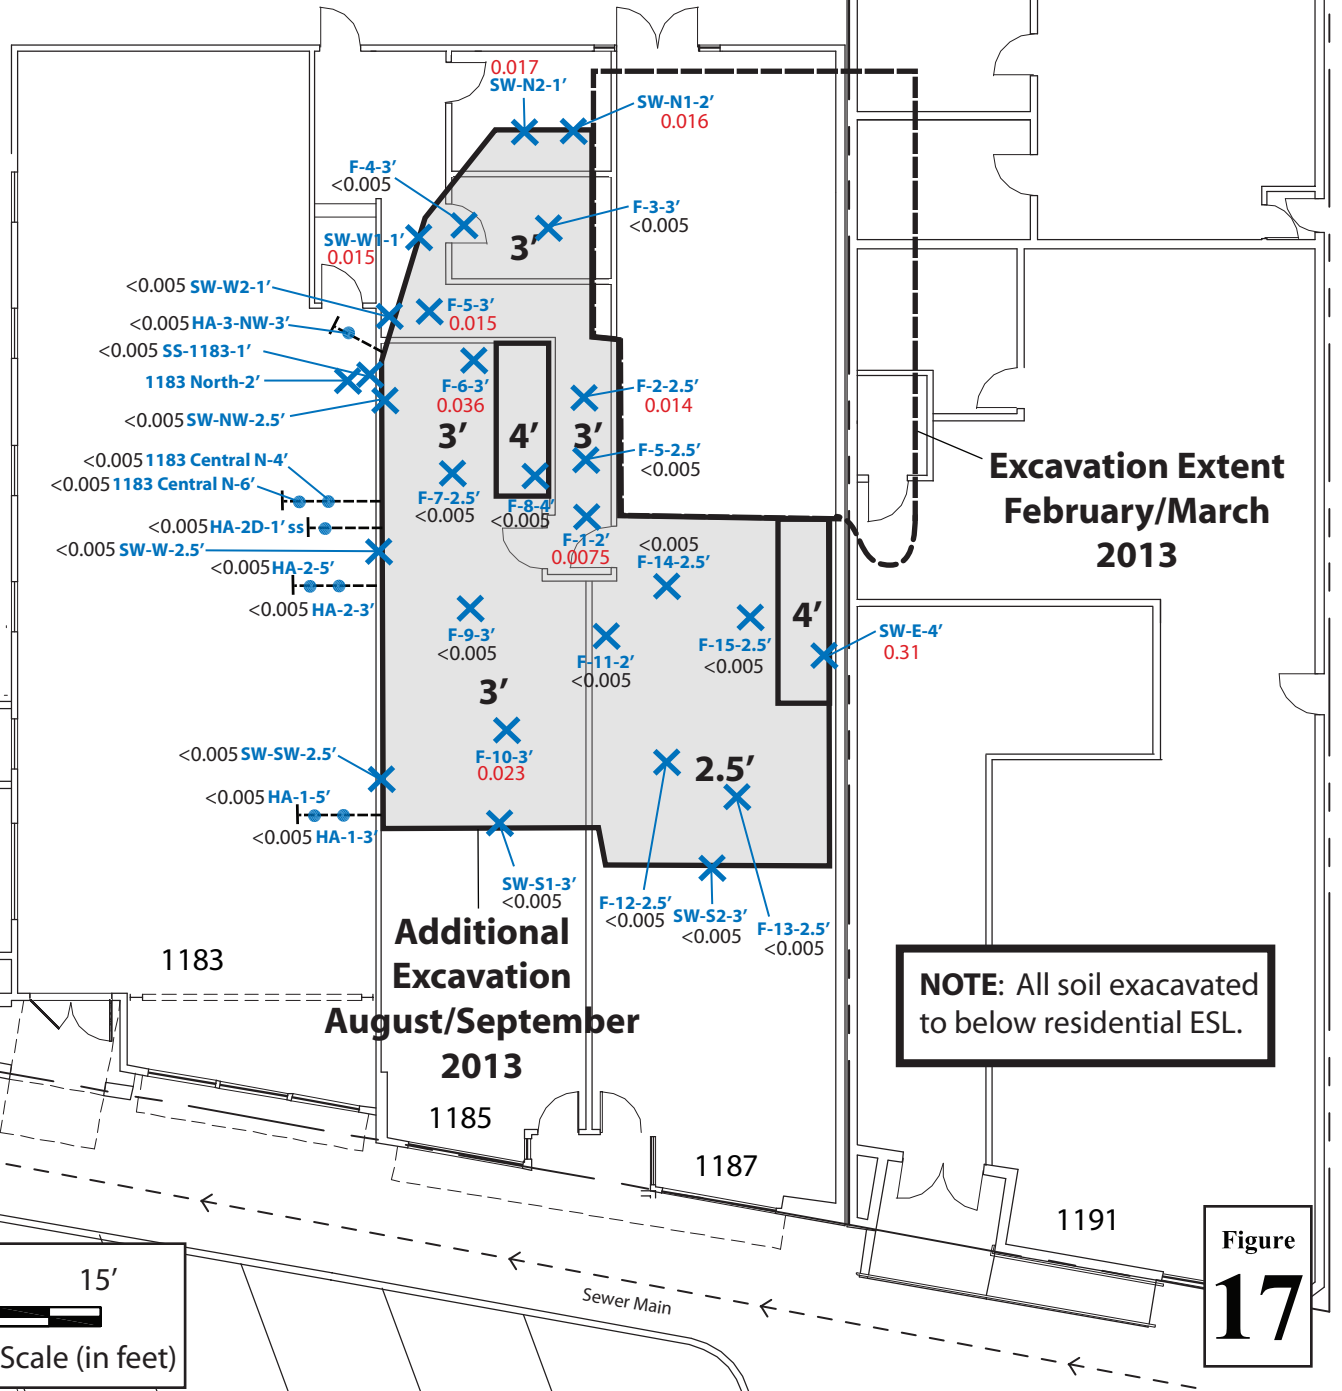 0.017
SW-N2-1′
SW-N1-2′
0.016
F-4-3′
<0.005
F-3-3′
<0.005
SW-W1-1′
0.015
3′
<0.005 SW-W2-1′
F-5-3′
0.015
<0.005 HA-3-NW-3′
<0.005 SS-1183-1′
1183 North-2′
<0.005 SW-NW-2.5′
F-6-3′
0.036
F-2-2.5′
0.014
3′
4′
3′
F-5-2.5′
<0.005
<0.005 1183 Central N-4′
<0.005 1183 Central N-6′
F-7-2.5′
<0.005
F-8-4′
<0.005
Excavation Extent
February/March
2013
<0.005 HA-2D-1′ ss
F-1-2′
0.0075
<0.005
F-14-2.5′
<0.005 SW-W-2.5′
<0.005 HA-2-5′
<0.005 HA-2-3′
4′
F-9-3′
<0.005
F-11-2′
<0.005
F-15-2.5′
<0.005
SW-E-4′
0.31
3′
<0.005 SW-SW-2.5′
F-10-3′
0.023
2.5′
<0.005 HA-1-5′
<0.005 HA-1-3′
SW-S1-3′
<0.005
F-12-2.5′
<0.005
SW-S2-3′
<0.005
F-13-2.5′
<0.005
Additional
Excavation
August/September
2013
1183
NOTE: All soil exacavated
to below residential ESL.
1185
1187
1191
Sewer Main
15′
Scale (in feet)
Figure
17